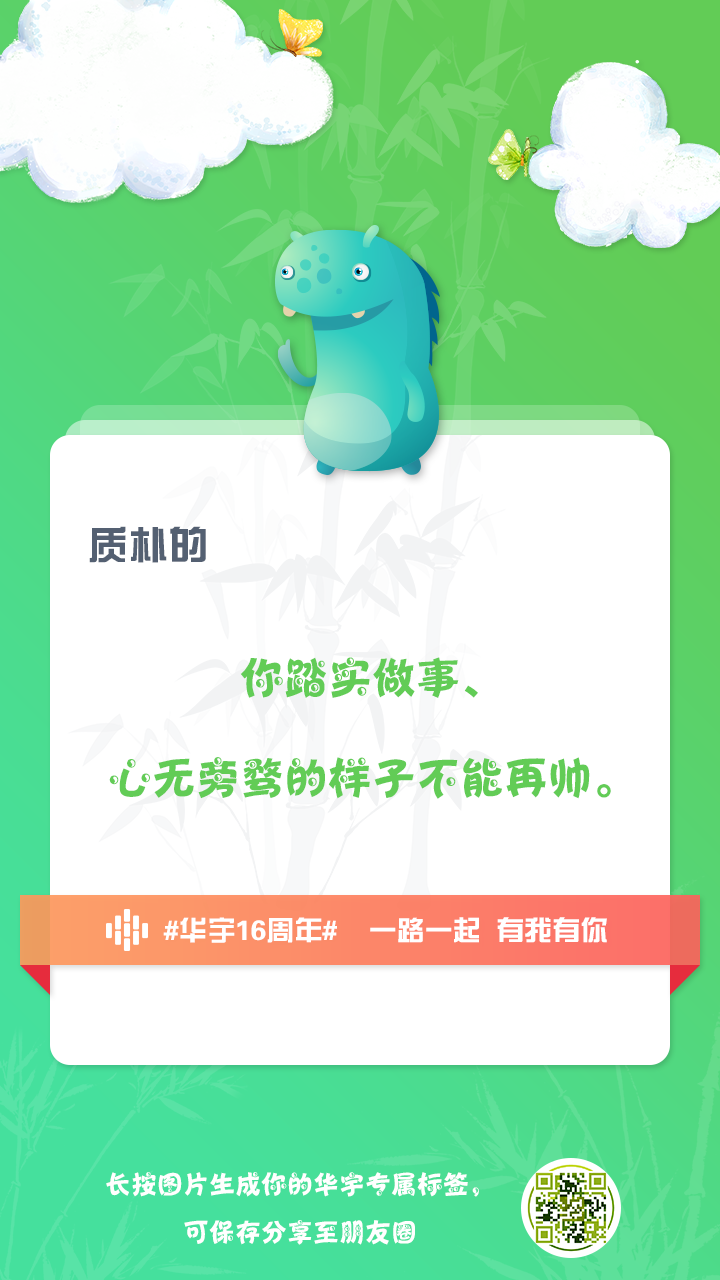 质朴的
你踏实做事、
心无旁骛的样子不能再帅。
#华宇16周年# 一路一起 有我有你
长按图片生成你的华宇专属标签，
可保存分享至朋友圈